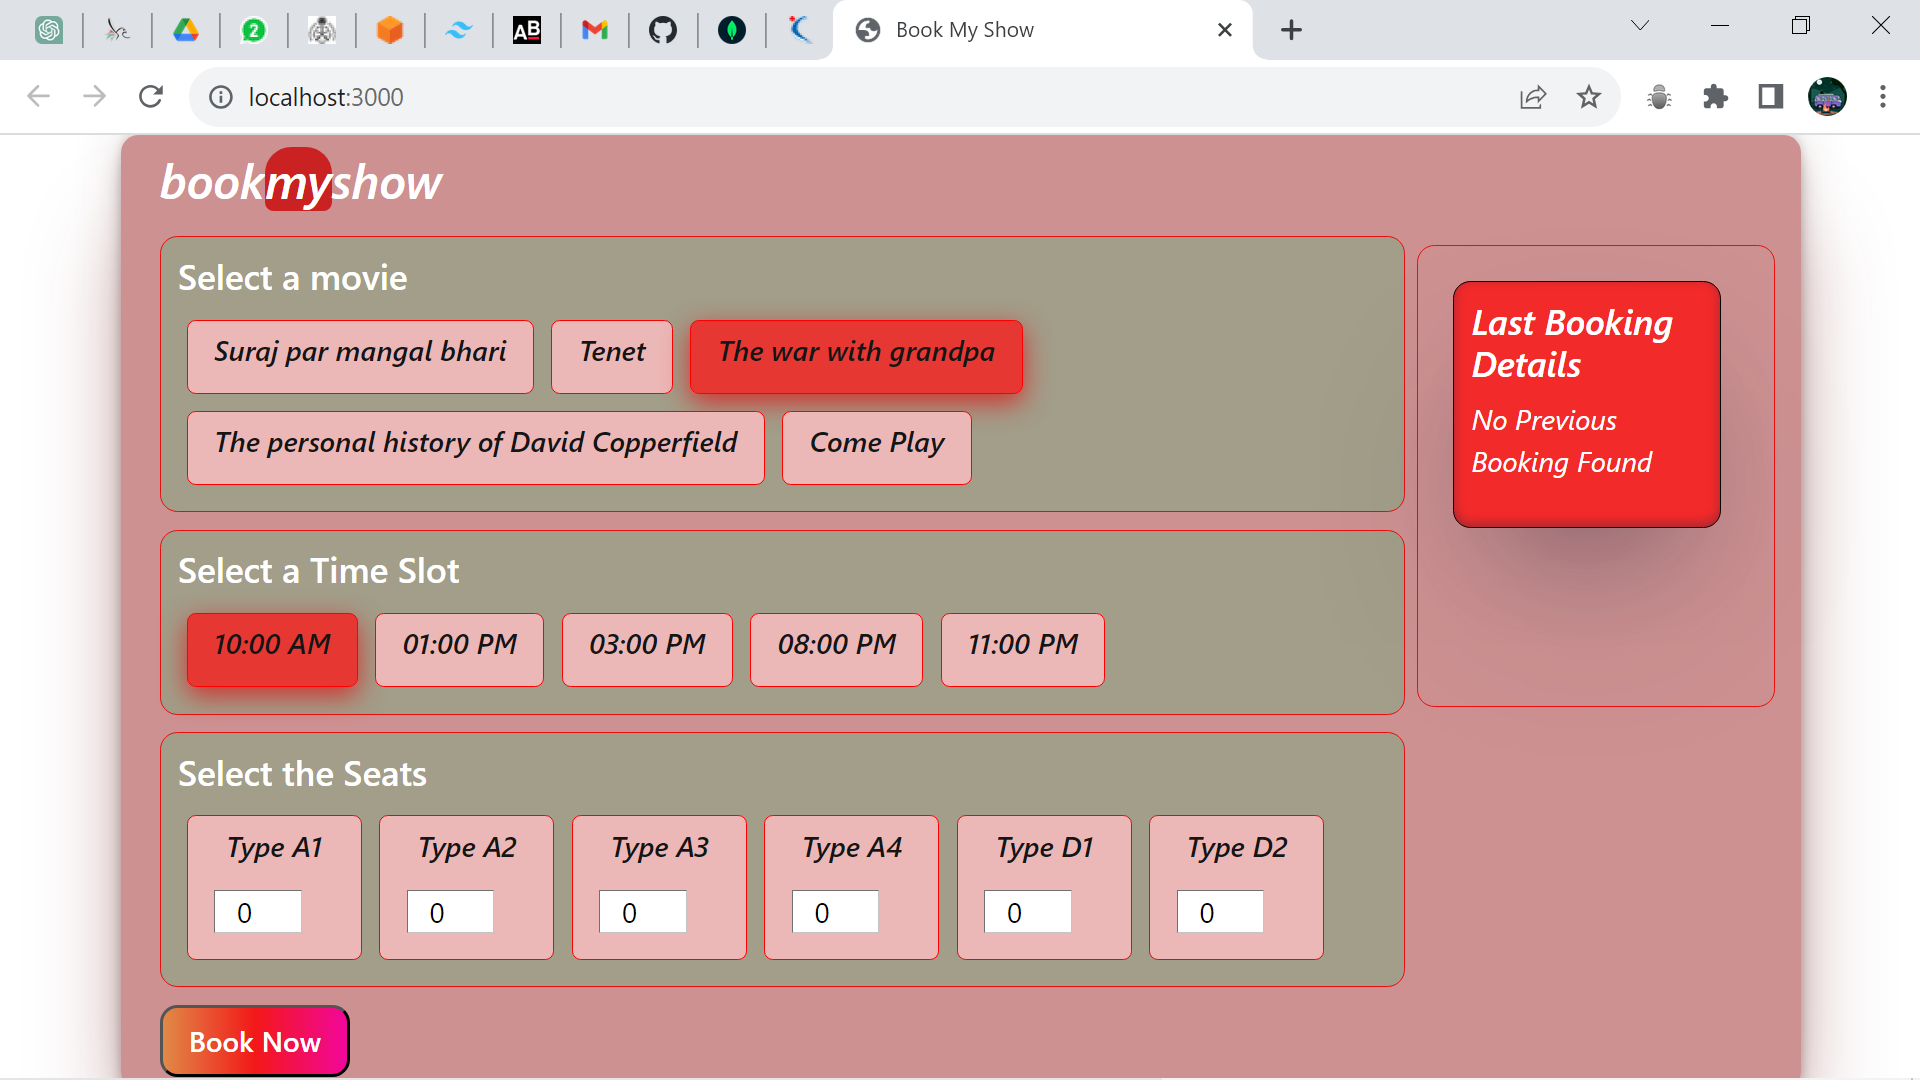 2
AB
Book My Show
localhost:3000
bookmyshow
Select a movie
Suraj par mangal bhari
Tenet
The war with grandpa
The personal history of David Copperfield
Come Play
Last Booking
Details
No Previous
Booking Found
Select a Time Slot
10:00 AM
01:00 PM
03:00 PM
08:00 PM
11:00 PM
Select the Seats
Type A1
Type A2
Type A3
Type A4
Type D1
Type D2
0
0
0
0
0
0
Book Now